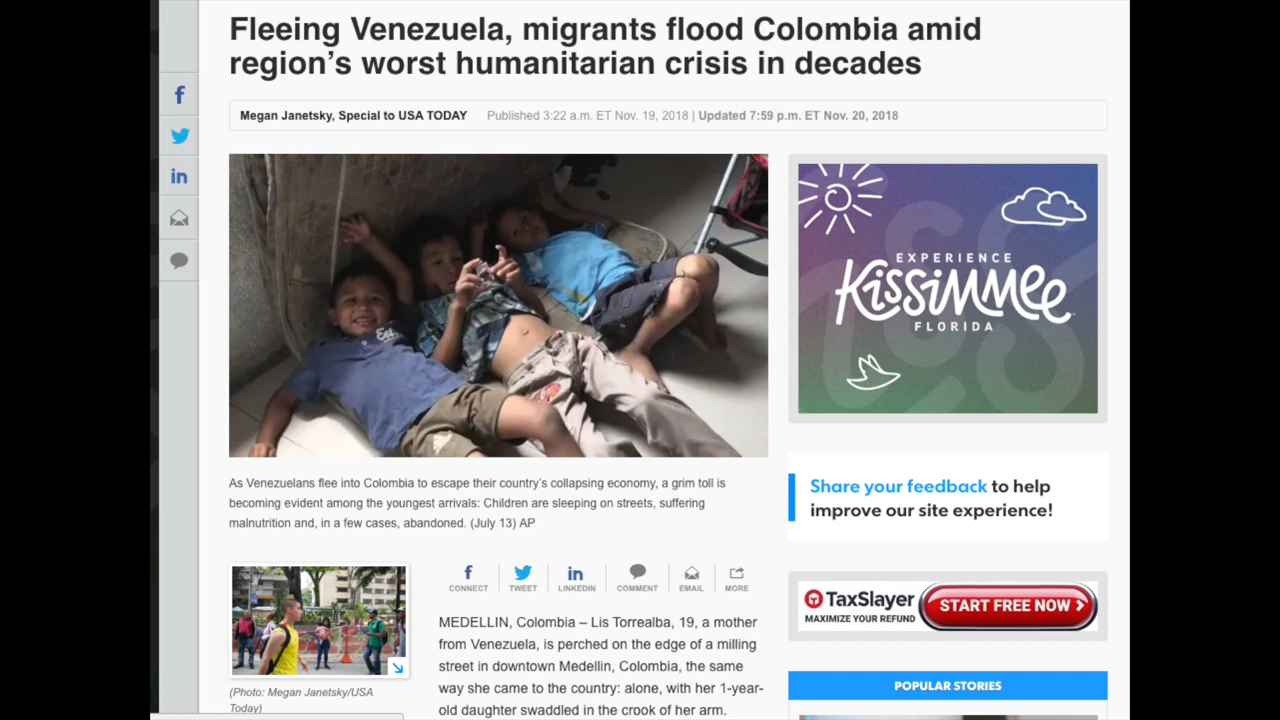 Fleeing Venezuela, migrants flood Colombia amid
region's worst humanitarian crisis in decades
Megan Janetsky, Special to USA TODAY Published 3:22 a.m. ET Nov. 19, 2018 | Updated 7:59 p.m. ET Nov. 20, 2018
f
in
As Venezuelans flee into Colombia to escape their country's collapsing economy, a grim toll is
becoming evident among the youngest arrivals: Children are sleeping on streets, suffering
malnutrition and, in a few cases, abandoned. (July 13) AP
(Photo: Megan Janetsky/USA
Today)
f
in
CONNECT TWEET LINKEDIN COMMENT EMAIL MORE
MEDELLIN, Colombia – Lis Torrealba, 19, a mother
from Venezuela, is perched on the edge of a milling
street in downtown Medellin, Colombia, the same
way she came to the country: alone, with her 1-year-
old daughter swaddled in the crook of her arm.
EXPERIENCE
Kissimmee
FLORIDA
Share your feedback to help
improve our site experience!
TaxSlayer
MAXIMIZE YOUR REFUND
START FREE NOW
POPULAR STORIES